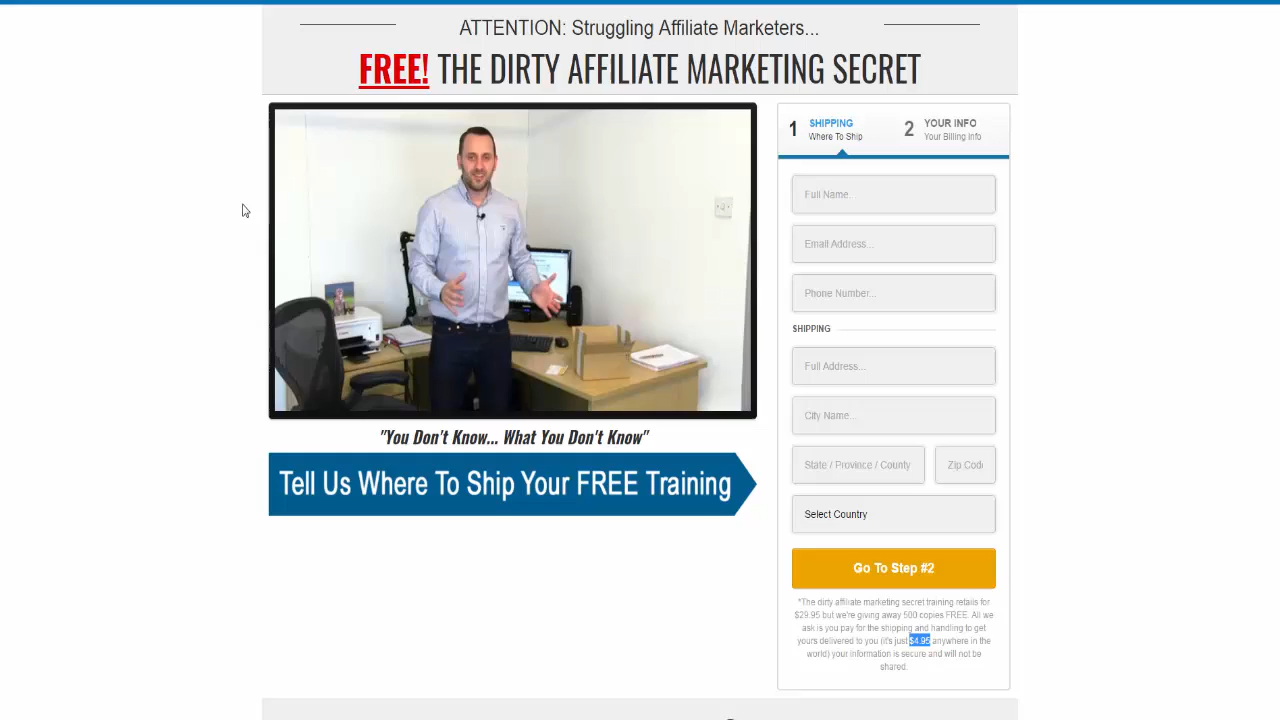 ATTENTION: Struggling Affiliate Marketers...
FREE! THE DIRTY AFFILIATE MARKETING SECRET
1 SHIPPING
Where To Ship
2 YOUR INFO
Your Billing Info
Full Name...
Email Address...
Phone Number...
SHIPPING
Full Address...
City Name...
State / Province / County
Zip Cod
Select Country
Go To Step #2
*The dirty affiliate marketing secret training retails for
$29.95 but we're giving away 500 copies FREE. All we
ask is you pay for the shipping and handling to get
yours delivered to you (it's just $4.95 anywhere in the
world) your information is secure and will not be
shared.
"You Don't Know... What You Don't Know"
Tell Us Where To Ship Your FREE Training